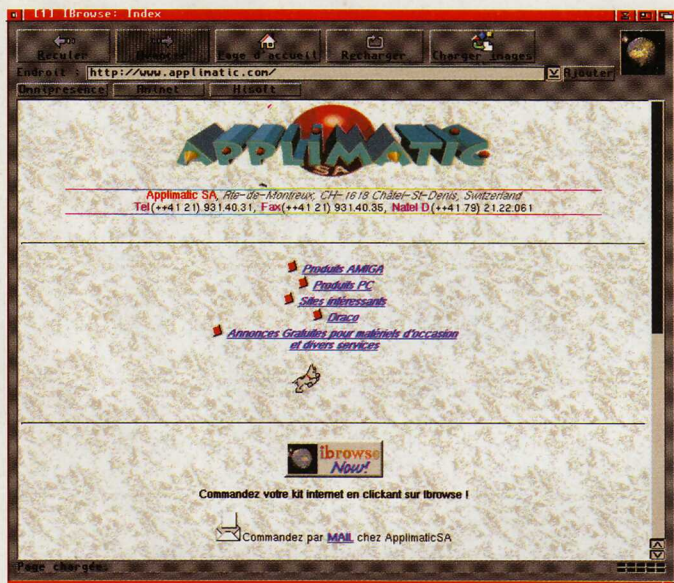 [1] IBrowse: Index
Reculer Avancer Page d'accueil Recharger Charger images
Endroit : http://www.applimatic.com/ Ajouter
Omnipresence Aminet Hisoft
APPLIMATIC
SA
Applimatic SA, Rte-de-Montreux, CH-1618 Châtel-St-Denis, Switzerland
Tel(++41 21) 931.40.31, Fax(++41 21) 931.40.35, Natel D(++41 79) 21.22.061
Produits AMIGA
Produits PC
Sites intéressants
Draco
Annonces Gratuites pour matériels d'occasion
et divers services
ibrowse
Now!
Commandez votre kit internet en clickant sur Ibrowse !
Commandez par MAIL chez ApplimaticSA
Page chargée.